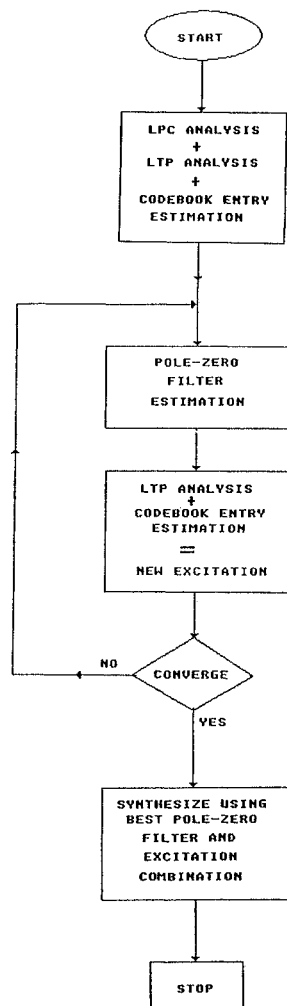 START
LPC ANALYSIS
+
LTP ANALYSIS
+
CODEBOOK ENTRY
ESTIMATION
POLE-ZERO
FILTER
ESTIMATION
LTP ANALYSIS
+
CODEBOOK ENTRY
ESTIMATION
=
NEW EXCITATION
NO
CONVERGE
YES
SYNTHESIZE USING
BEST POLE-ZERO
FILTER AND
EXCITATION
COMBINATION
STOP